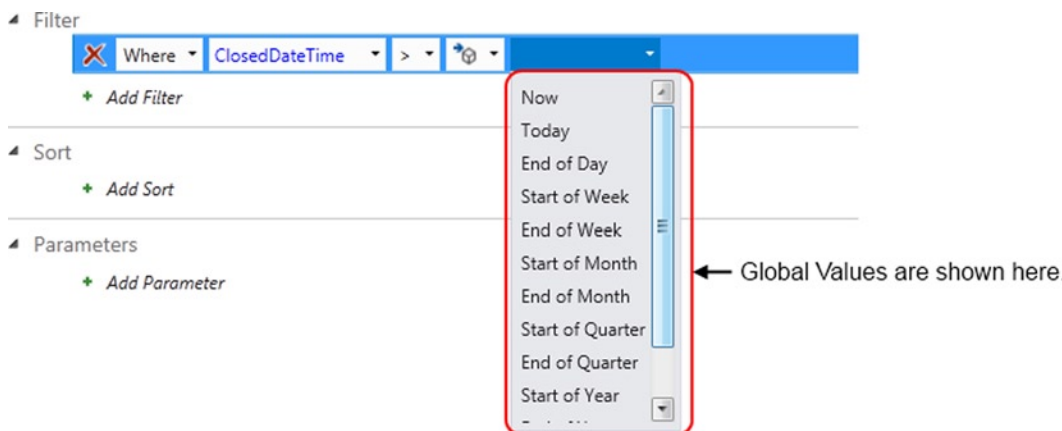 Filter
Where ClosedDateTime >
Add Filter
Now
Today
End of Day
Sort
Add Sort
Start of Week
End of Week
Parameters
Start of Month
Global Values are shown here
Add Parameter
End of Month
Start of Quarter
End of Quarter
Start of Year